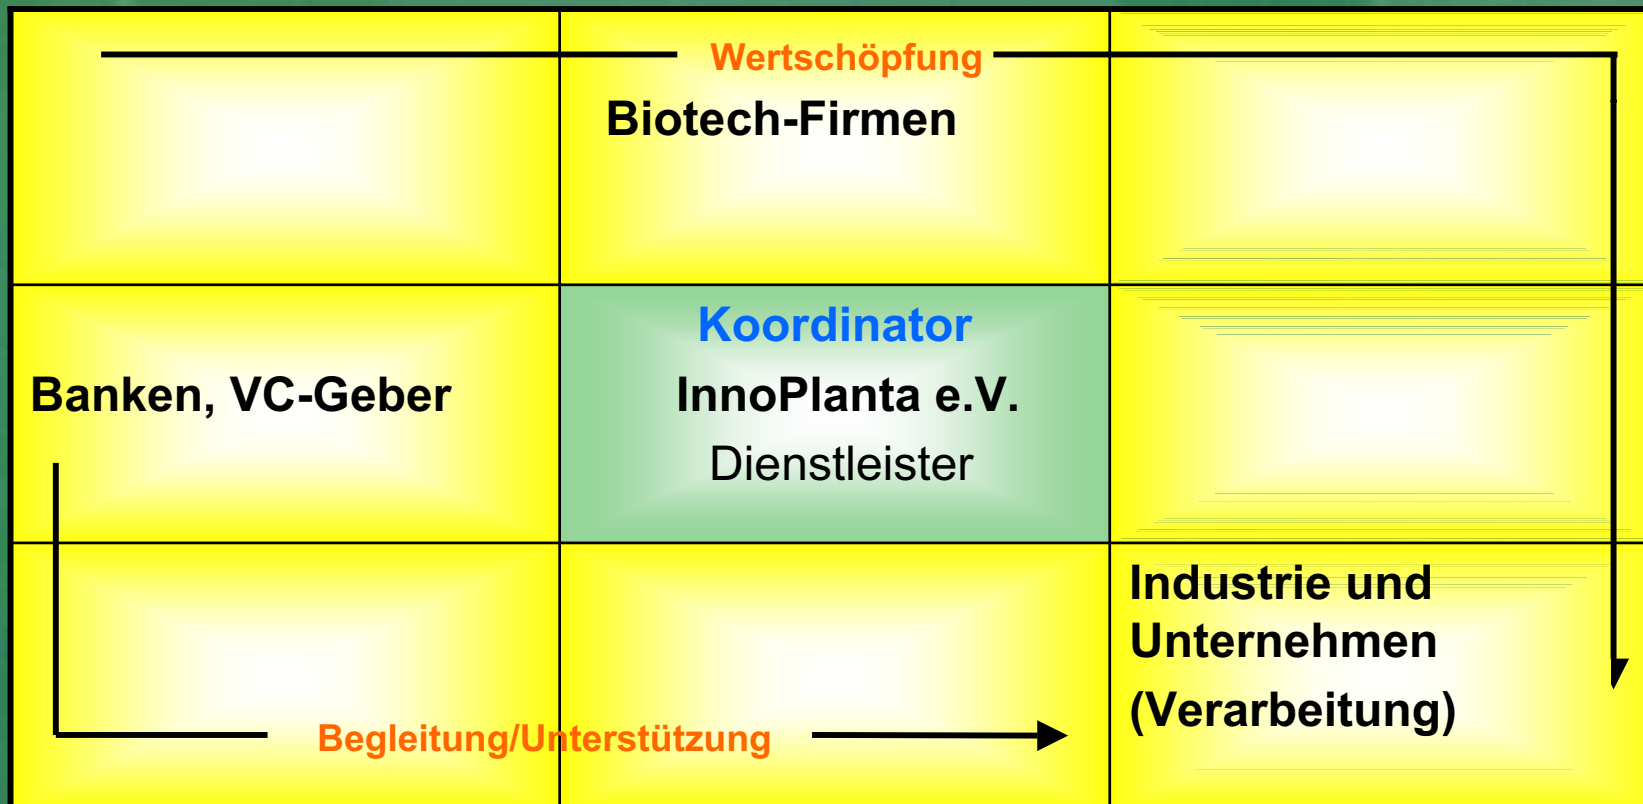 Wertschöpfung
Biotech-Firmen
Koordinator
Banken, VC-Geber
InnoPlanta e.V.
Dienstleister
Industrie und
Unternehmen
(Verarbeitung)
Begleitung/Unterstützung